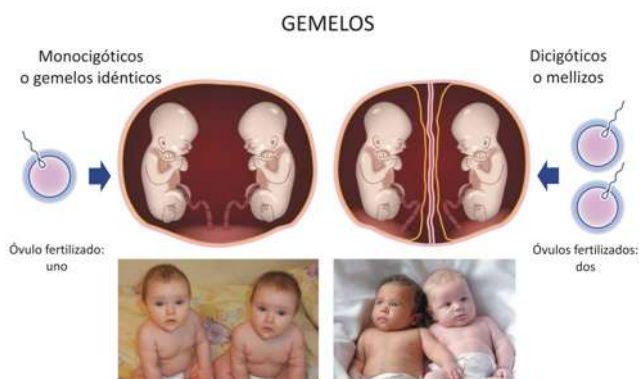 GEMELOS
Monocigóticos
o gemelos idénticos
Dicigóticos
o mellizos
Óvulo fertilizado:
uno
Óvulos fertilizados:
dos